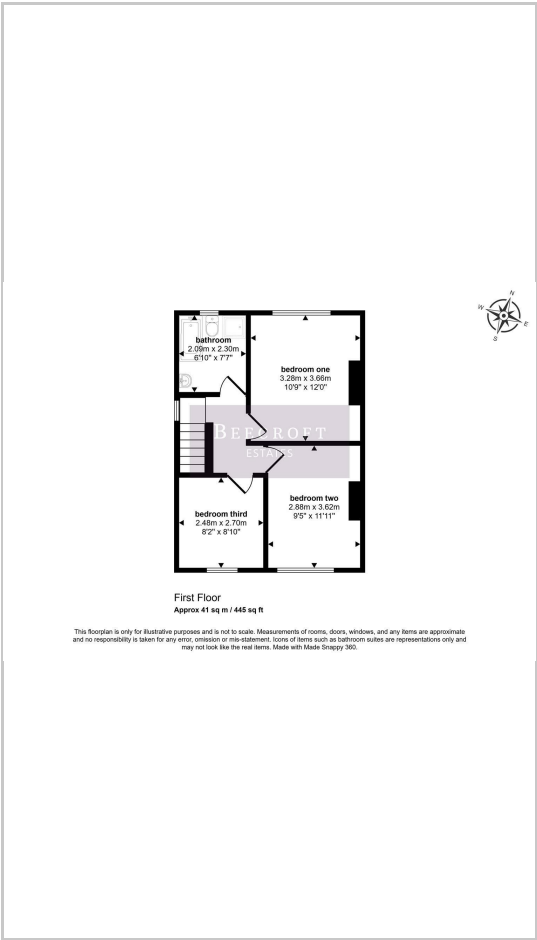 N
W
E
S
bathroom
2.09m x 2.30m
6'10" x 7'7"
bedroom one
3.28m x 3.66m
10'9" x 12'0"
BEECROFT
ESTATES
bedroom two
2.88m x 3.62m
9'5" x 11'11"
bedroom third
2.48m x 2.70m
8'2" x 8'10"
First Floor
Approx 41 sq m / 445 sq ft
This floorplan is only for illustrative purposes and is not to scale. Measurements of rooms, doors, windows, and any items are approximate
and no responsibility is taken for any error, omission or mis-statement. Icons of items such as bathroom suites are representations only and
may not look like the real items. Made with Made Snappy 360.